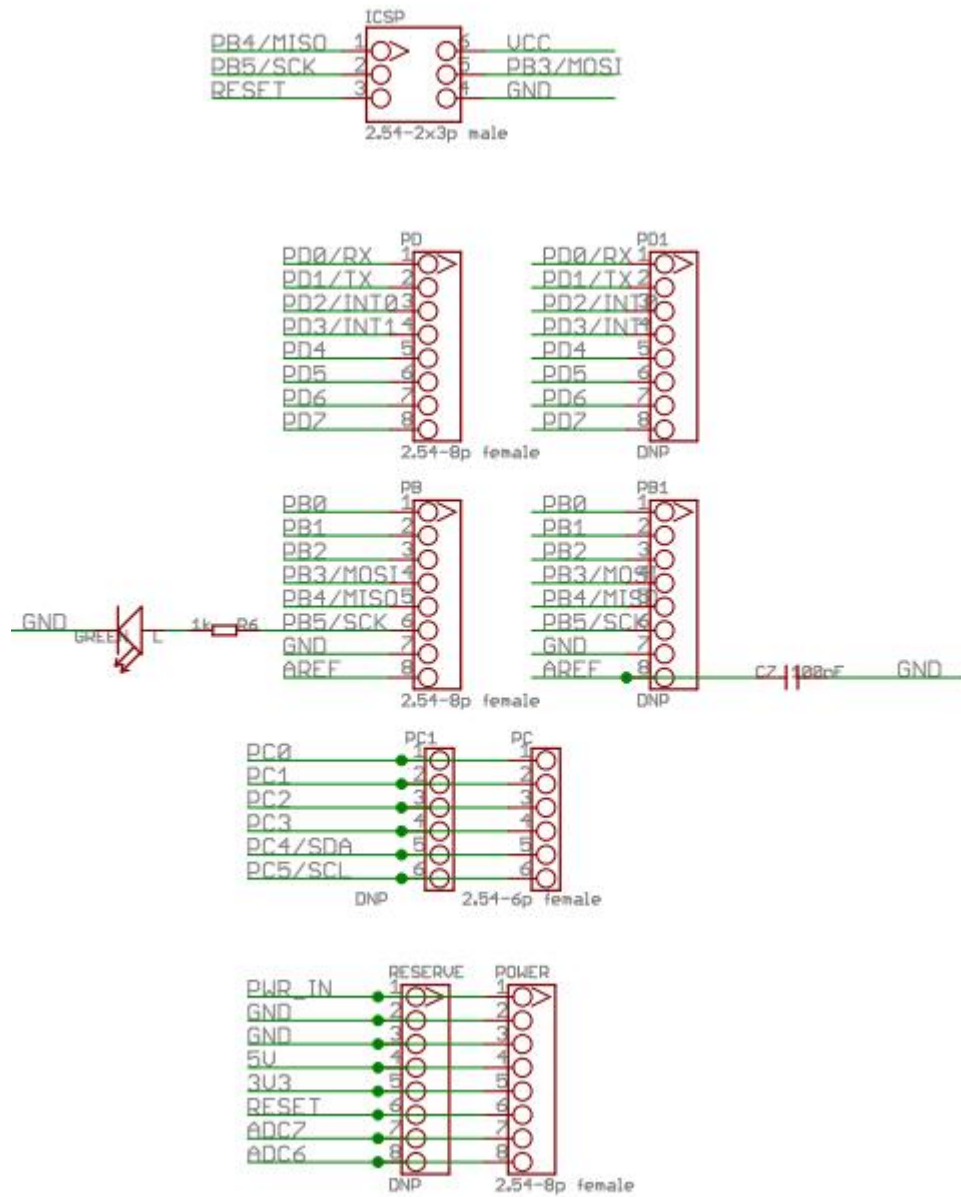 ICSP
PB4/MISO 1 6 VCC
PB5/SCK 2 5 PB3/MOSI
RESET 3 4 GND
2.54-2x3p male
PD PD1
PD0/RX 1 PD0/RX 1
PD1/TX 2 PD1/TX 2
PD2/INT0 3 PD2/INT0 3
PD3/INT1 4 PD3/INT1 4
PD4 5 PD4 5
PD5 6 PD5 6
PD6 7 PD6 7
PD7 8 PD7 8
2.54-8p female DNP
PB PB1
PB0 1 PB0 1
PB1 2 PB1 2
PB2 3 PB2 3
PB3/MOSI 4 PB3/MOSI 4
PB4/MISO 5 PB4/MISO 5
GND GREEN L 1k R6 PB5/SCK 6 PB5/SCK 6
GND 7 GND 7
AREF 8 AREF 8 C7 100nF GND
2.54-8p female DNP
PC1 PC
PC0 1 1
PC1 2 2
PC2 3 3
PC3 4 4
PC4/SDA 5 5
PC5/SCL 6 6
DNP 2.54-6p female
RESERVE POWER
PWR_IN 1 1
GND 2 2
GND 3 3
5V 4 4
3V3 5 5
RESET 6 6
ADC7 7 7
ADC6 8 8
DNP 2.54-8p female